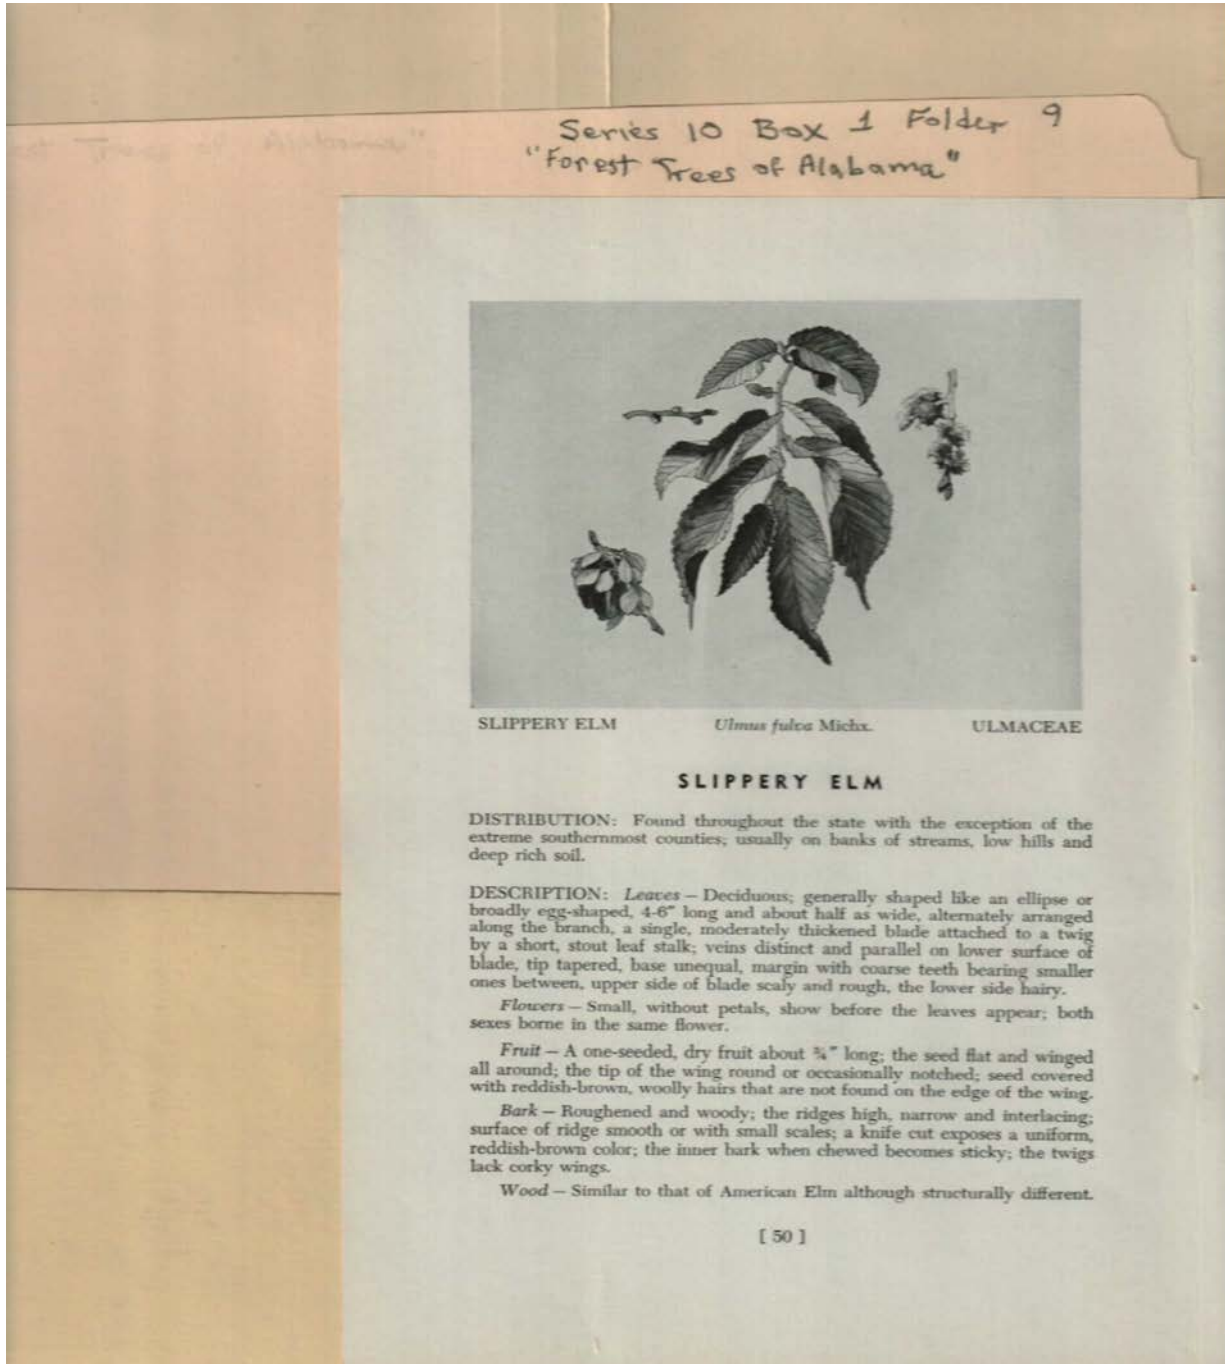 Series 10 Box 1 Folder 9
"Forest Trees of Alabama"
SLIPPERY ELM Ulmus fulva Michx. ULMACEAE
SLIPPERY ELM
DISTRIBUTION: Found throughout the state with the exception of the
extreme southernmost counties; usually on banks of streams, low hills and
deep rich soil.
DESCRIPTION: Leaves – Deciduous; generally shaped like an ellipse or
broadly egg-shaped, 4-6" long and about half as wide, alternately arranged
along the branch, a single, moderately thickened blade attached to a twig
by a short, stout leaf stalk; veins distinct and parallel on lower surface of
blade, tip tapered, base unequal, margin with coarse teeth bearing smaller
ones between, upper side of blade scaly and rough, the lower side hairy.
Flowers – Small, without petals, show before the leaves appear; both
sexes borne in the same flower.
Fruit – A one-seeded, dry fruit about ¾" long; the seed flat and winged
all around; the tip of the wing round or occasionally notched; seed covered
with reddish-brown, woolly hairs that are not found on the edge of the wing.
Bark – Roughened and woody; the ridges high, narrow and interlacing;
surface of ridge smooth or with small scales; a knife cut exposes a uniform,
reddish-brown color; the inner bark when chewed becomes sticky; the twigs
lack corky wings.
Wood – Similar to that of American Elm although structurally different.
[ 50 ]